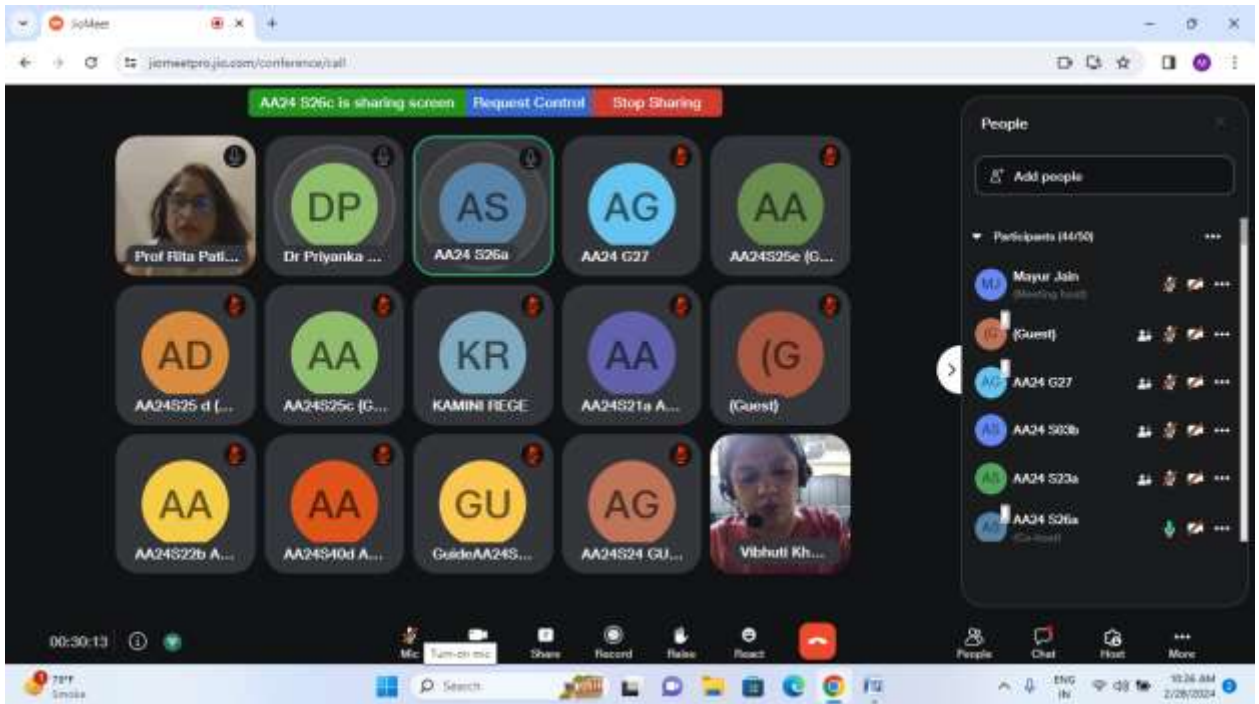 JioMeet
jiomeetpro.jio.com/conference/call
AA24 S26c is sharing screen Request Control Stop Sharing
People
Add people
Participants (44/50)
Mayur Jain
(Meeting host)
(G (Guest)
AG AA24 G27
AS AA24 S03b
AS AA24 S23a
AS AA24 S26a
(Co-host)
Prof Rita Pati...
DP
Dr Priyanka ...
AS
AA24 S26a
AG
AA24 G27
AA
AA24S25e (G...
AD
AA24S25 d (...
AA
AA24S25c (G...
KR
KAMINI REGE
AA
AA24S21a A...
(G
(Guest)
AA
AA24S22b A...
AA
AA24S40d A...
GU
GuideAA24S...
AG
AA24S24 GU...
Vibhuti Kh...
00:30:13
Mic Turn on mic Share Record Raise React
People Chat Host More
78°F
Smoke
Search
ENG
IN
10:26 AM
2/28/2024